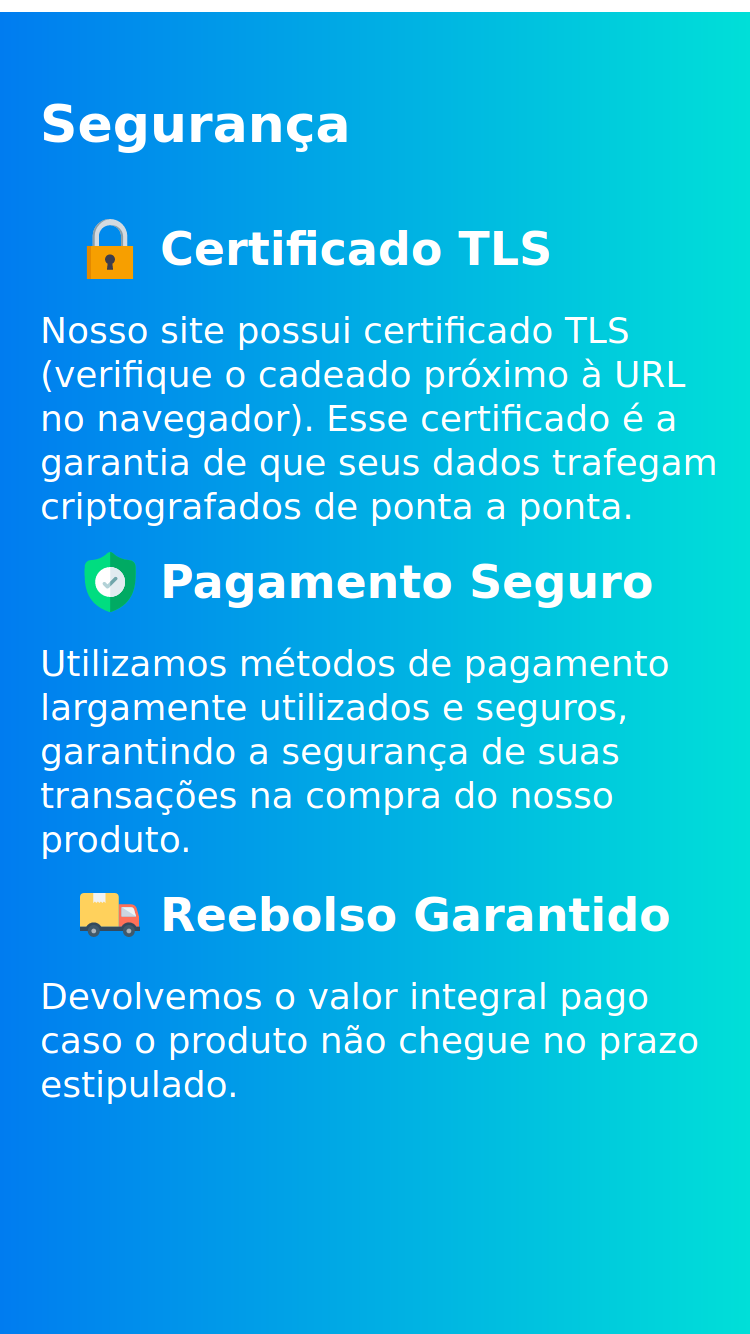 Segurança
Certificado TLS
Nosso site possui certificado TLS
(verifique o cadeado próximo à URL
no navegador). Esse certificado é a
garantia de que seus dados trafegam
criptografados de ponta a ponta.
Pagamento Seguro
Utilizamos métodos de pagamento
largamente utilizados e seguros,
garantindo a segurança de suas
transações na compra do nosso
produto.
Reebolso Garantido
Devolvemos o valor integral pago
caso o produto não chegue no prazo
estipulado.